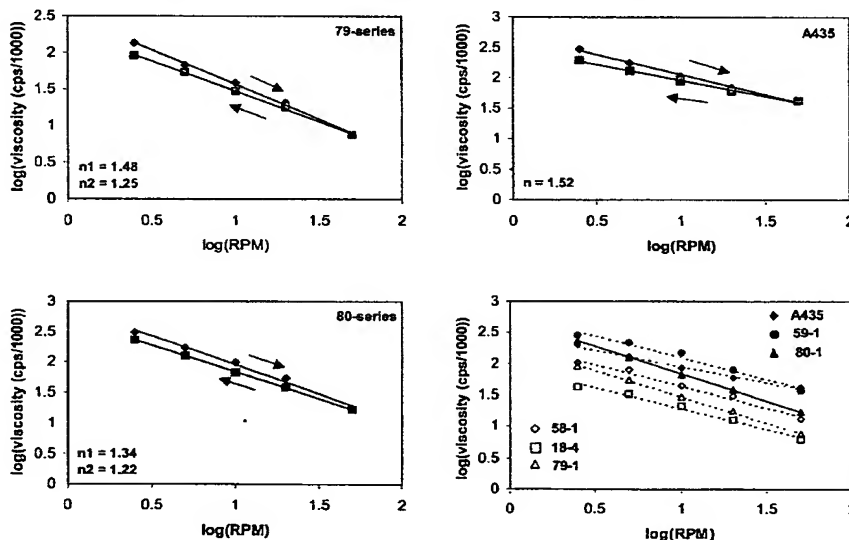 79-series
log(viscosity (cps/1000))
2.5
2
1.5
1
0.5
0
n1 = 1.48
n2 = 1.25
0 0.5 1 1.5 2
log(RPM)
A435
log(viscosity (cps/1000))
3
2.5
2
1.5
1
0.5
0
n = 1.52
0 0.5 1 1.5 2
log(RPM)
80-series
log(viscosity (cps/1000))
3
2.5
2
1.5
1
0.5
0
n1 = 1.34
n2 = 1.22
0 0.5 1 1.5 2
log(RPM)
log(viscosity (cps/1000))
3
2.5
2
1.5
1
0.5
0
A435
59-1
80-1
58-1
18-4
79-1
0 0.5 1 1.5 2
log(RPM)